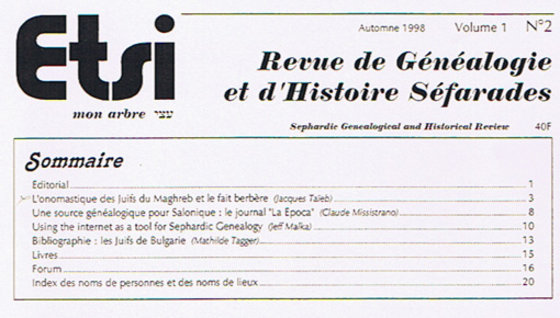 Etsi
mon arbre עצי
Automne 1998 Volume 1 N°2
Revue de Généalogie
et d'Histoire Séfarades
Sephardic Genealogical and Historical Review 40F
Sommaire
Editorial 1
L'onomastique des Juifs du Maghreb et le fait berbère (Jacques Taïeb) 3
Une source généalogique pour Salonique : le journal "La Epoca" (Claude Missistrano) 8
Using the internet as a tool for Sephardic Genealogy (Jeff Malka) 10
Bibliographie : les Juifs de Bulgarie (Mathilde Tagger) 13
Livres 15
Forum 16
Index des noms de personnes et des noms de lieux 20